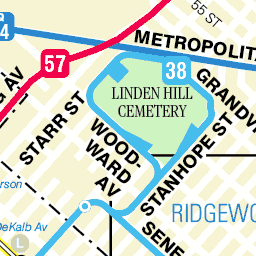 55 ST
4
METROPOLITA
38
57
LINDEN HILL
CEMETERY
GRANDV
AV
STARR ST
WOOD-
WARD
AV
STANHOPE ST
erson
RIDGEWO
DeKalb Av
L
SENE